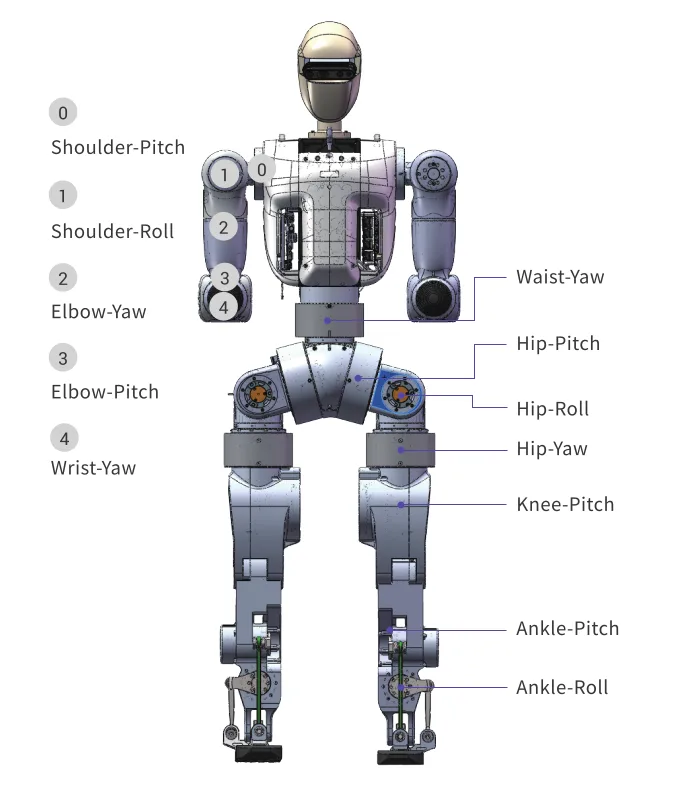 0
Shoulder-Pitch
1
Shoulder-Roll
2
Elbow-Yaw
3
Elbow-Pitch
4
Wrist-Yaw
0
1
2
3
4
Waist-Yaw
Hip-Pitch
Hip-Roll
Hip-Yaw
Knee-Pitch
Ankle-Pitch
Ankle-Roll